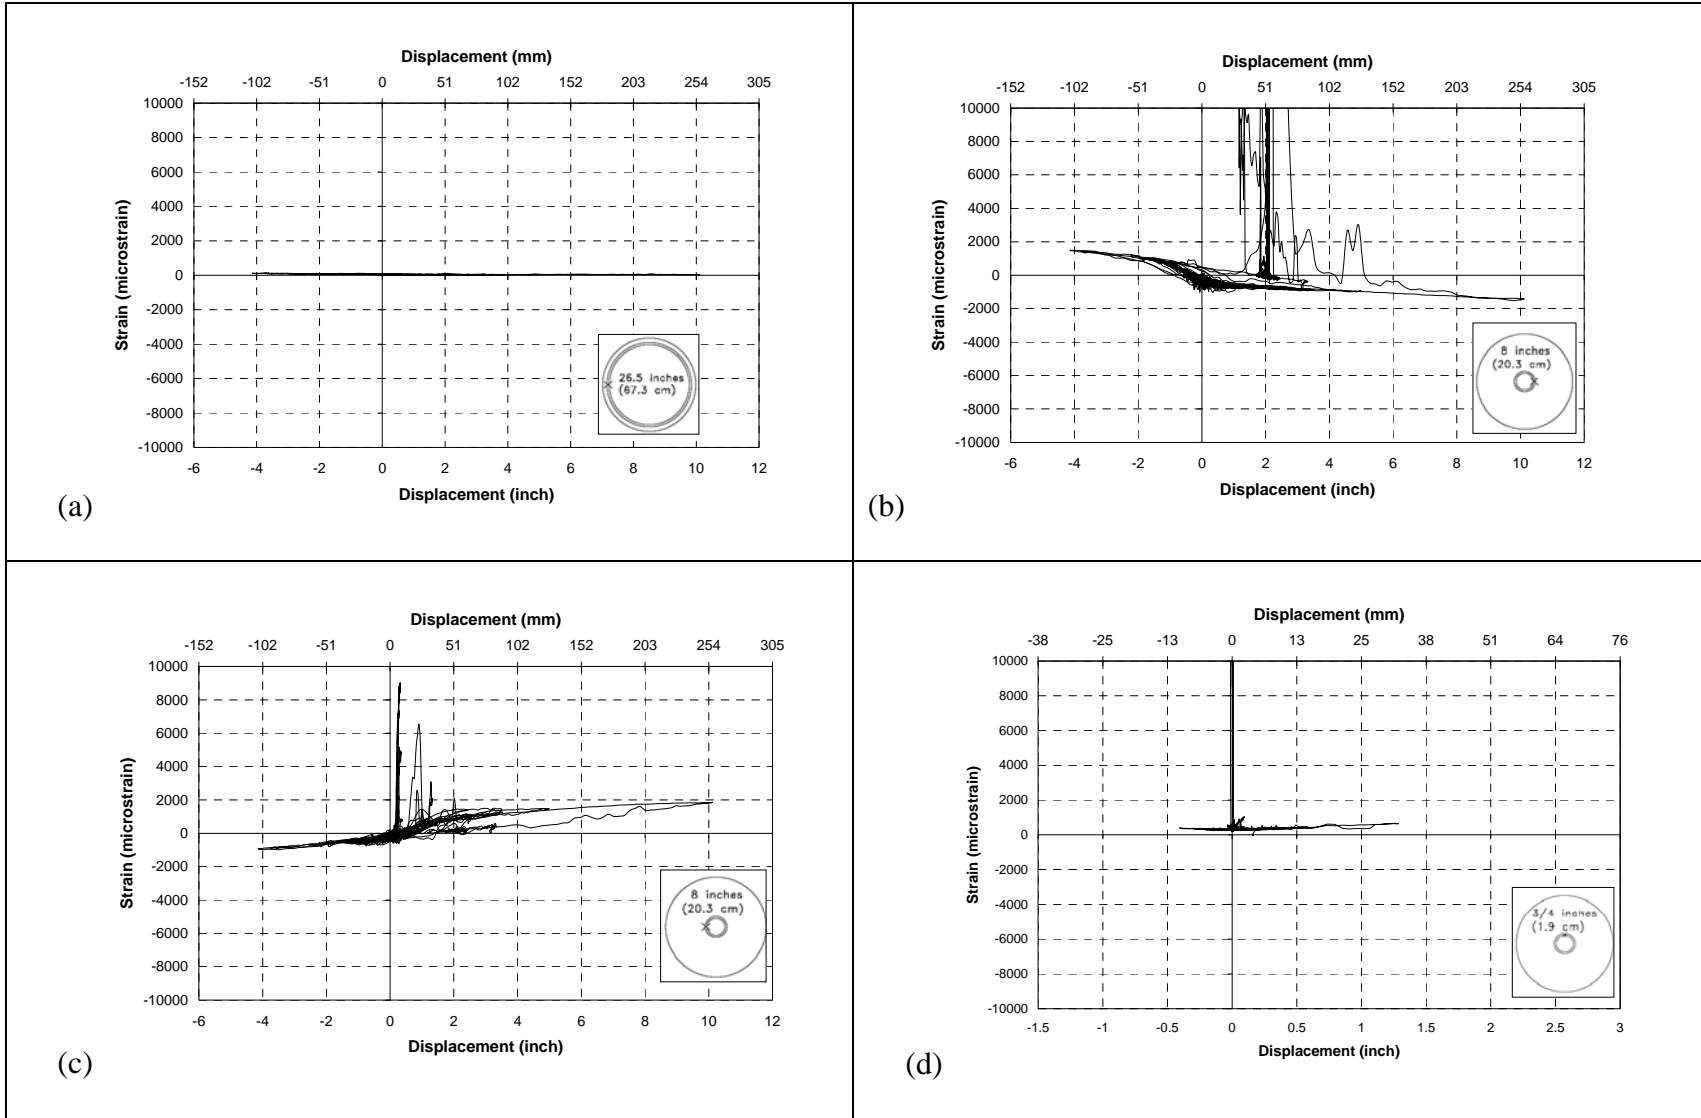 Displacement (mm)
-152 -102 -51 0 51 102 152 203 254 305
10000
8000
6000
4000
2000
0
-2000
-4000
-6000
-8000
-10000
Strain (microstrain)
26.5 inches
(67.3 cm)
-6 -4 -2 0 2 4 6 8 10 12
Displacement (inch)
(a)
Displacement (mm)
-152 -102 -51 0 51 102 152 203 254 305
10000
8000
6000
4000
2000
0
-2000
-4000
-6000
-8000
-10000
Strain (microstrain)
8 inches
(20.3 cm)
-6 -4 -2 0 2 4 6 8 10 12
Displacement (inch)
(b)
Displacement (mm)
-152 -102 -51 0 51 102 152 203 254 305
10000
8000
6000
4000
2000
0
-2000
-4000
-6000
-8000
-10000
Strain (microstrain)
8 inches
(20.3 cm)
-6 -4 -2 0 2 4 6 8 10 12
Displacement (inch)
(c)
Displacement (mm)
-38 -25 -13 0 13 25 38 51 64 76
10000
8000
6000
4000
2000
0
-2000
-4000
-6000
-8000
-10000
Strain (microstrain)
3/4 inches
(1.9 cm)
-1.5 -1 -0.5 0 0.5 1 1.5 2 2.5 3
Displacement (inch)
(d)